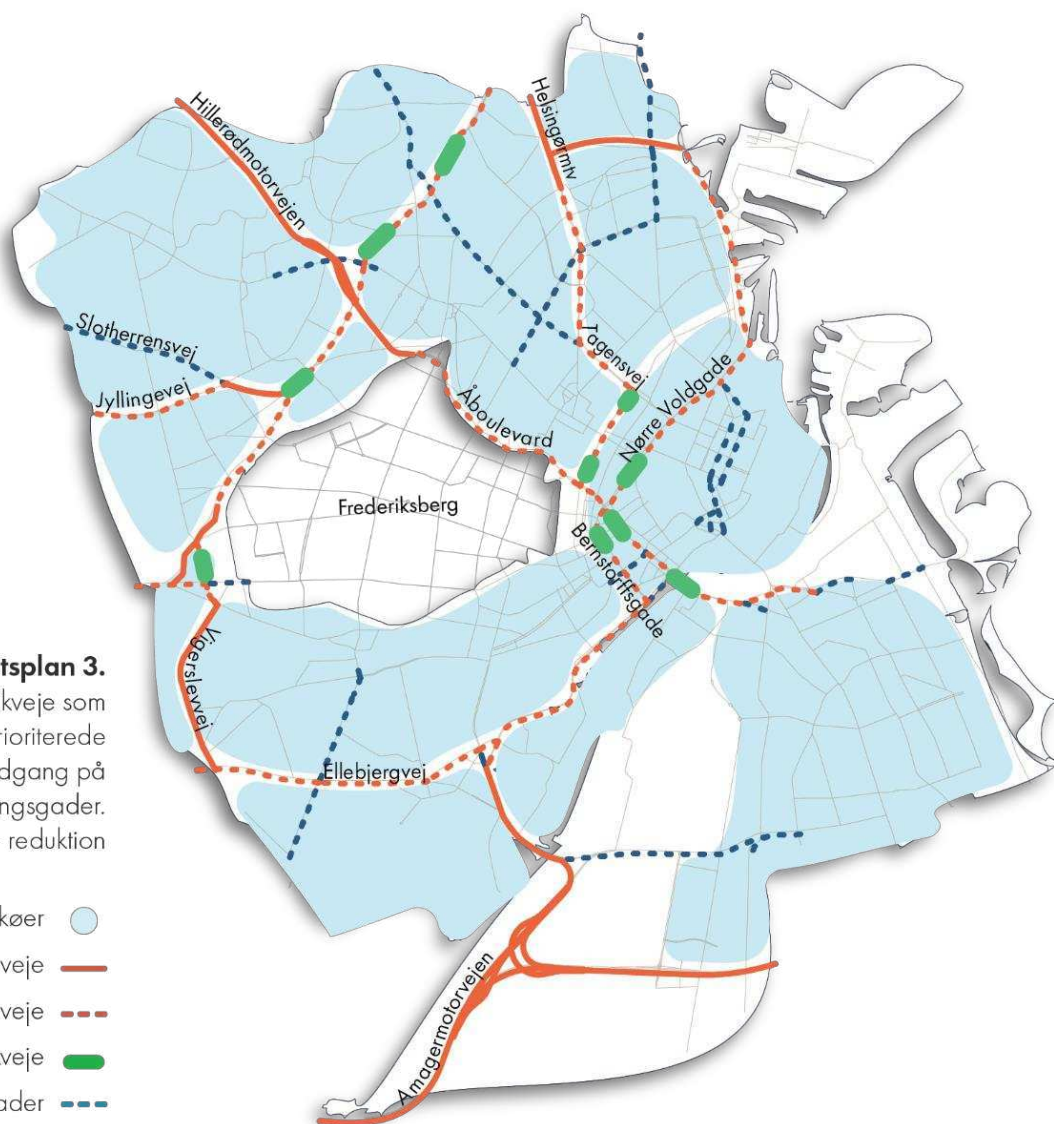 Hillerødmotorvejen
Helsingørmtv
Slotherrensvej
Jyllingevej
Åboulevard
Tagensvej
Nørre Voldgade
Frederiksberg
Bernstorffsgade
Vigerslevvej
Ellebjergvej
Amagermotorvejen
tsplan 3.
kveje som
rioriterede
dgang på
ngsgader.
reduktion
køer
veje
veje
veje
ader